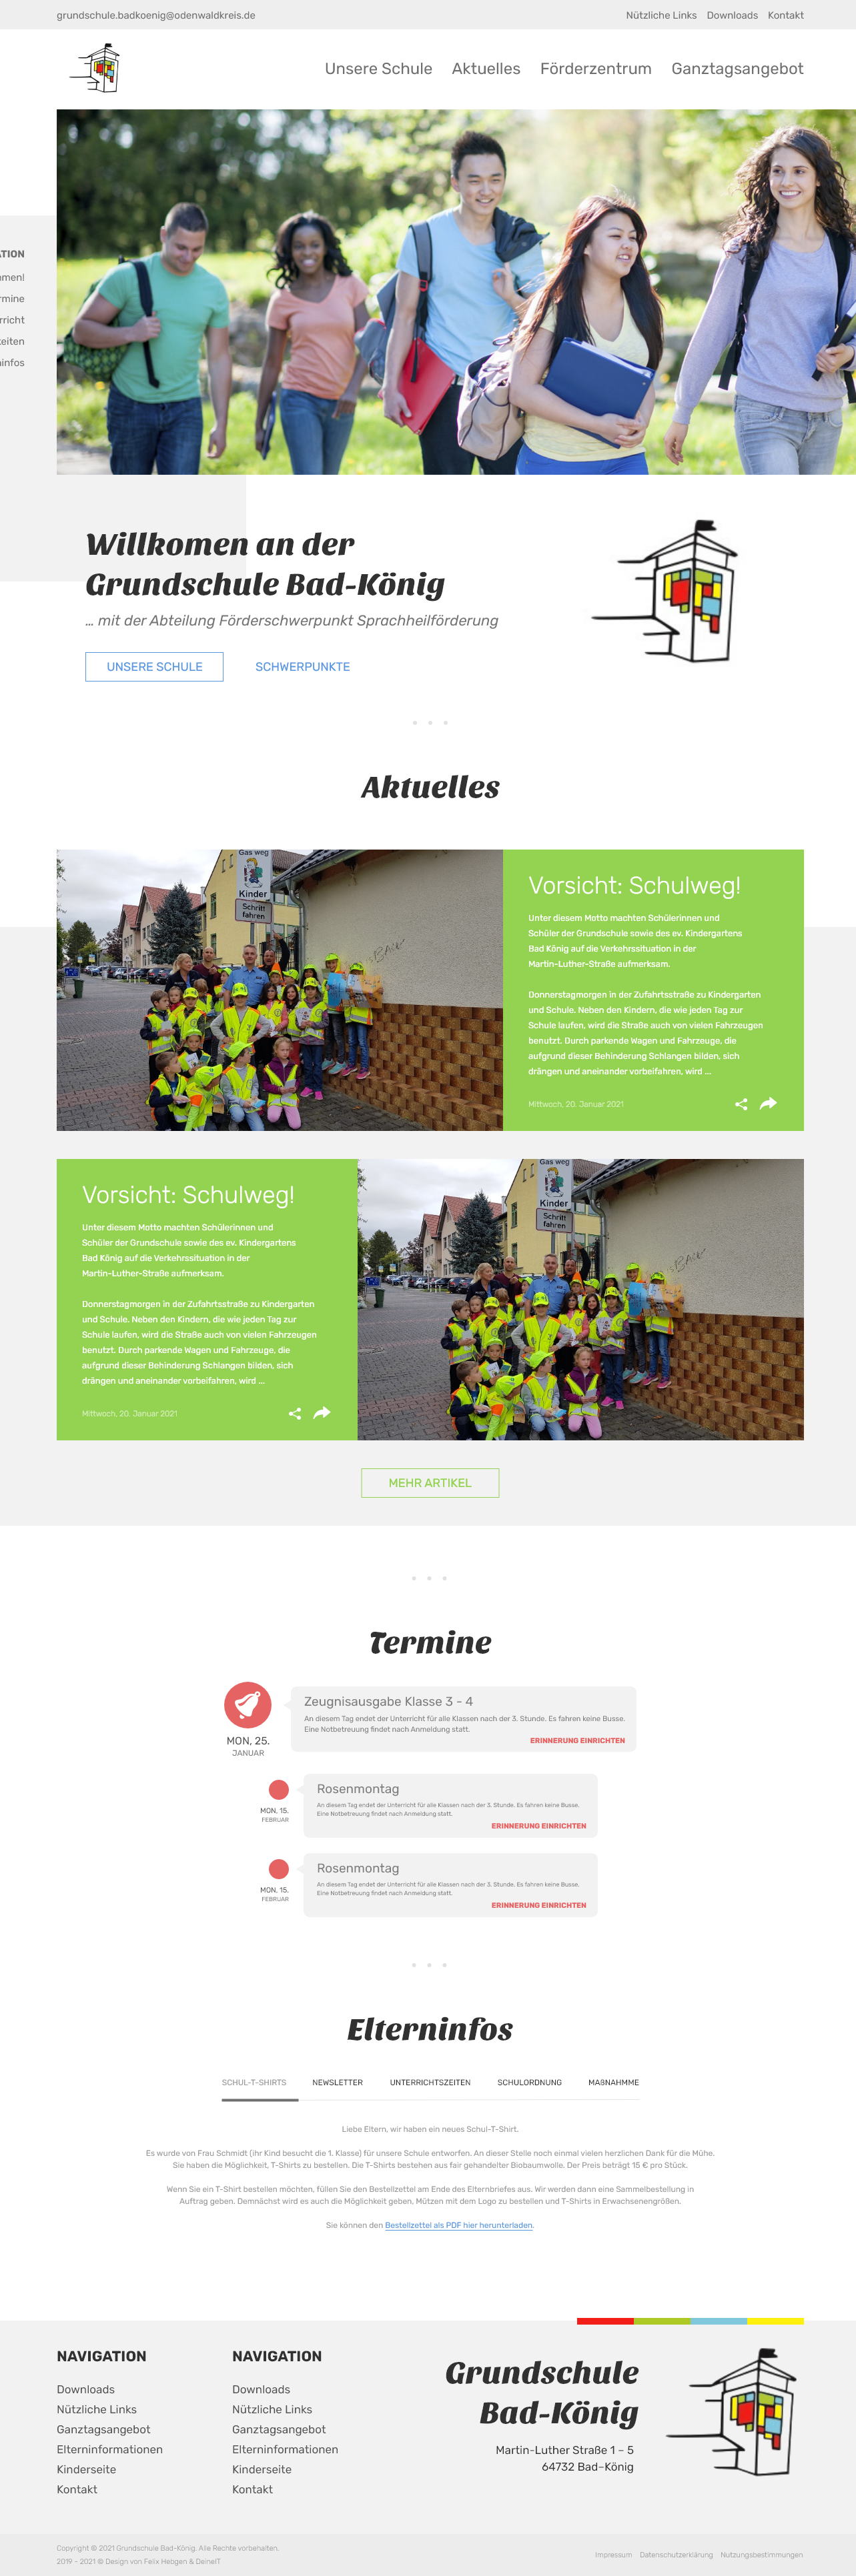 grundschule.badkoenig@odenwaldkreis.de
Nützliche Links Downloads Kontakt
Unsere Schule Aktuelles Förderzentrum Ganztagsangebot
ATION
men!
rmine
rricht
eiten
infos
Willkomen an der
Grundschule Bad-König
... mit der Abteilung Förderschwerpunkt Sprachheilförderung
UNSERE SCHULE SCHWERPUNKTE
Aktuelles
Gas weg
Kinder
Schritt
fahren
Vorsicht: Schulweg!
Unter diesem Motto machten Schülerinnen und
Schüler der Grundschule sowie des ev. Kindergartens
Bad König auf die Verkehrssituation in der
Martin-Luther-Straße aufmerksam.
Donnerstagmorgen in der Zufahrtsstraße zu Kindergarten
und Schule. Neben den Kindern, die wie jeden Tag zur
Schule laufen, wird die Straße auch von vielen Fahrzeugen
benutzt. Durch parkende Wagen und Fahrzeuge, die
aufgrund dieser Behinderung Schlangen bilden, sich
drängen und aneinander vorbeifahren, wird ...
Mittwoch, 20. Januar 2021
Vorsicht: Schulweg!
Unter diesem Motto machten Schülerinnen und
Schüler der Grundschule sowie des ev. Kindergartens
Bad König auf die Verkehrssituation in der
Martin-Luther-Straße aufmerksam.
Donnerstagmorgen in der Zufahrtsstraße zu Kindergarten
und Schule. Neben den Kindern, die wie jeden Tag zur
Schule laufen, wird die Straße auch von vielen Fahrzeugen
benutzt. Durch parkende Wagen und Fahrzeuge, die
aufgrund dieser Behinderung Schlangen bilden, sich
drängen und aneinander vorbeifahren, wird ...
Mittwoch, 20. Januar 2021
Gas weg
Kinder
Schritt
fahren
MEHR ARTIKEL
Termine
MON, 25.
JANUAR
Zeugnisausgabe Klasse 3 - 4
An diesem Tag endet der Unterricht für alle Klassen nach der 3. Stunde. Es fahren keine Busse.
Eine Notbetreuung findet nach Anmeldung statt.
ERINNERUNG EINRICHTEN
MON, 15.
FEBRUAR
Rosenmontag
An diesem Tag endet der Unterricht für alle Klassen nach der 3. Stunde. Es fahren keine Busse.
Eine Notbetreuung findet nach Anmeldung statt.
ERINNERUNG EINRICHTEN
MON, 15.
FEBRUAR
Rosenmontag
An diesem Tag endet der Unterricht für alle Klassen nach der 3. Stunde. Es fahren keine Busse.
Eine Notbetreuung findet nach Anmeldung statt.
ERINNERUNG EINRICHTEN
Elterninfos
SCHUL-T-SHIRTS NEWSLETTER UNTERRICHTSZEITEN SCHULORDNUNG MAßNAHMME
Liebe Eltern, wir haben ein neues Schul-T-Shirt.
Es wurde von Frau Schmidt (ihr Kind besucht die 1. Klasse) für unsere Schule entworfen. An dieser Stelle noch einmal vielen herzlichen Dank für die Mühe.
Sie haben die Möglichkeit, T-Shirts zu bestellen. Die T-Shirts bestehen aus fair gehandelter Biobaumwolle. Der Preis beträgt 15 € pro Stück.
Wenn Sie ein T-Shirt bestellen möchten, füllen Sie den Bestellzettel am Ende des Elternbriefes aus. Wir werden dann eine Sammelbestellung in
Auftrag geben. Demnächst wird es auch die Möglichkeit geben, Mützen mit dem Logo zu bestellen und T-Shirts in Erwachsenengrößen.
Sie können den Bestellzettel als PDF hier herunterladen.
NAVIGATION
Downloads
Nützliche Links
Ganztagsangebot
Elterninformationen
Kinderseite
Kontakt
NAVIGATION
Downloads
Nützliche Links
Ganztagsangebot
Elterninformationen
Kinderseite
Kontakt
Grundschule
Bad-König
Martin-Luther Straße 1 – 5
64732 Bad–König
Copyright © 2021 Grundschule Bad-König. Alle Rechte vorbehalten.
2019 – 2021 © Design von Felix Hebgen & DeineIT
Impressum Datenschutzerklärung Nutzungsbestimmungen